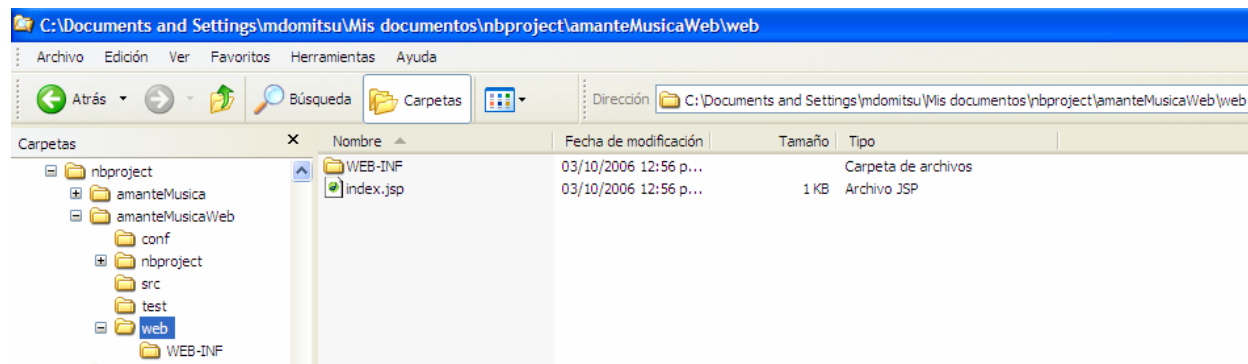 C:\Documents and Settings\mdomitsu\Mis documentos\nbproject\amanteMusicaWeb\web
Archivo Edición Ver Favoritos Herramientas Ayuda
Atrás Búsqueda Carpetas Dirección C:\Documents and Settings\mdomitsu\Mis documentos\nbproject\amanteMusicaWeb\web
Carpetas X Nombre Fecha de modificación Tamaño Tipo
nbproject WEB-INF 03/10/2006 12:56 p... Carpeta de archivos
amanteMusica index.jsp 03/10/2006 12:56 p... 1 KB Archivo JSP
amanteMusicaWeb
conf
nbproject
src
test
web
WEB-INF